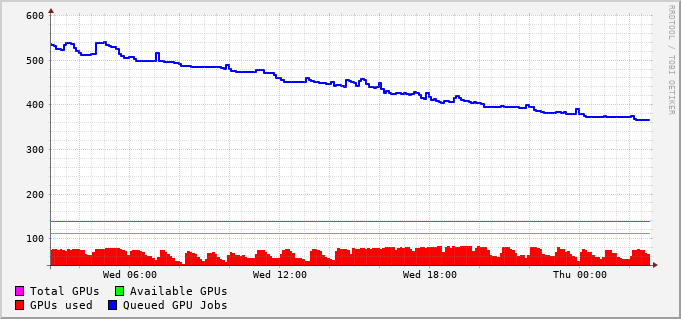 600
500
400
300
200
100
Wed 06:00 Wed 12:00 Wed 18:00 Thu 00:00
Total GPUs Available GPUs
GPUs used Queued GPU Jobs
RRDTOOL / TOBI OETIKER